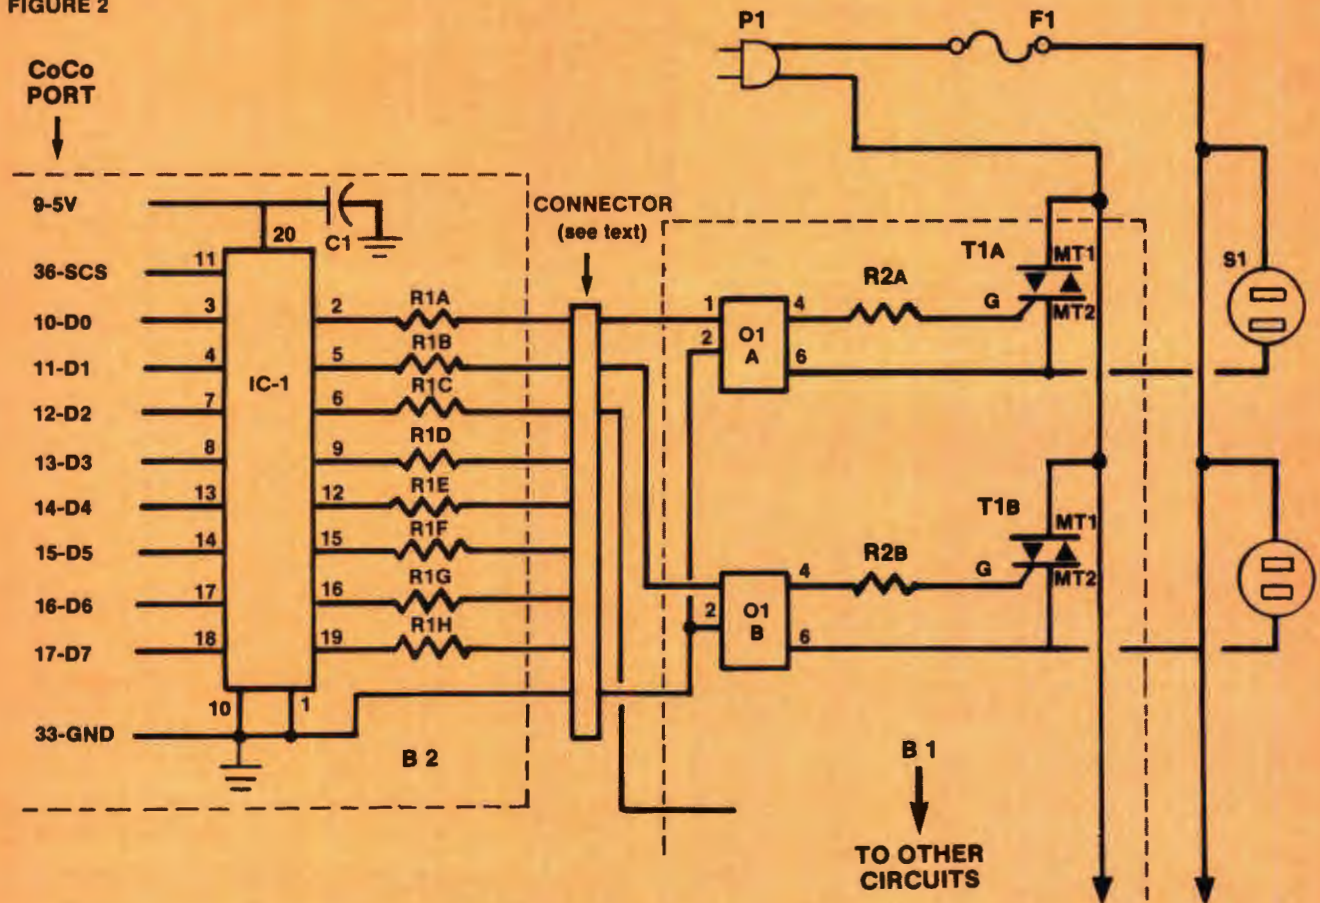 FIGURE 2
CoCo
PORT
9-5V
36-SCS
10-D0
11-D1
12-D2
13-D3
14-D4
15-D5
16-D6
17-D7
33-GND
20
C1
11
3
4
7
8
13
14
17
18
10
1
IC-1
2
5
6
9
12
15
16
19
R1A
R1B
R1C
R1D
R1E
R1F
R1G
R1H
B 2
CONNECTOR
(see text)
P1
F1
1
2
O1
A
4
6
R2A
G
T1A
MT1
MT2
S1
2
O1
B
4
6
R2B
G
T1B
MT1
MT2
B 1
TO OTHER
CIRCUITS